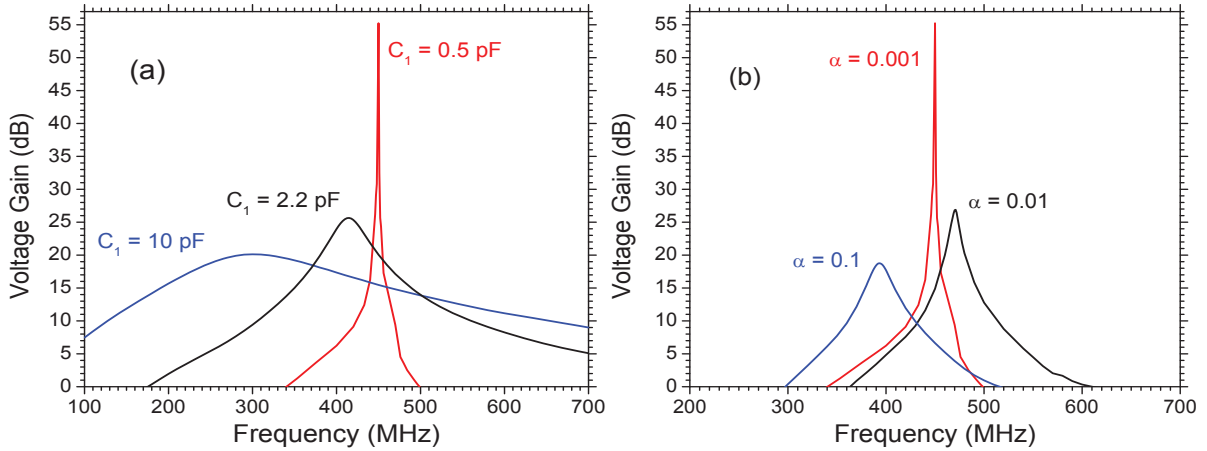 (a)
C₁ = 0.5 pF
C₁ = 2.2 pF
C₁ = 10 pF
Voltage Gain (dB)
55
50
45
40
35
30
25
20
15
10
5
0
100 200 300 400 500 600 700
Frequency (MHz)
(b)
α = 0.001
α = 0.01
α = 0.1
Voltage Gain (dB)
55
50
45
40
35
30
25
20
15
10
5
0
200 300 400 500 600 700
Frequency (MHz)